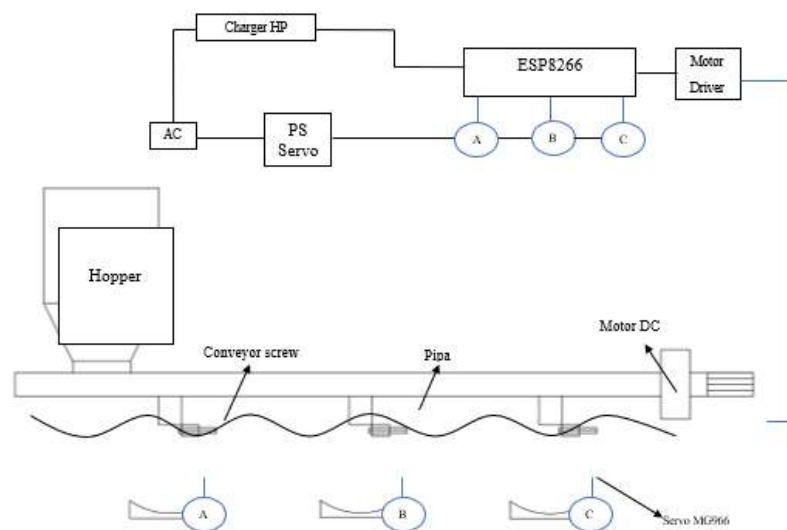 Charger HP
ESP8266
Motor
Driver
AC
PS
Servo
A
B
C
Hopper
Motor DC
Conveyor screw
Pipa
A
B
C
Servo MG966